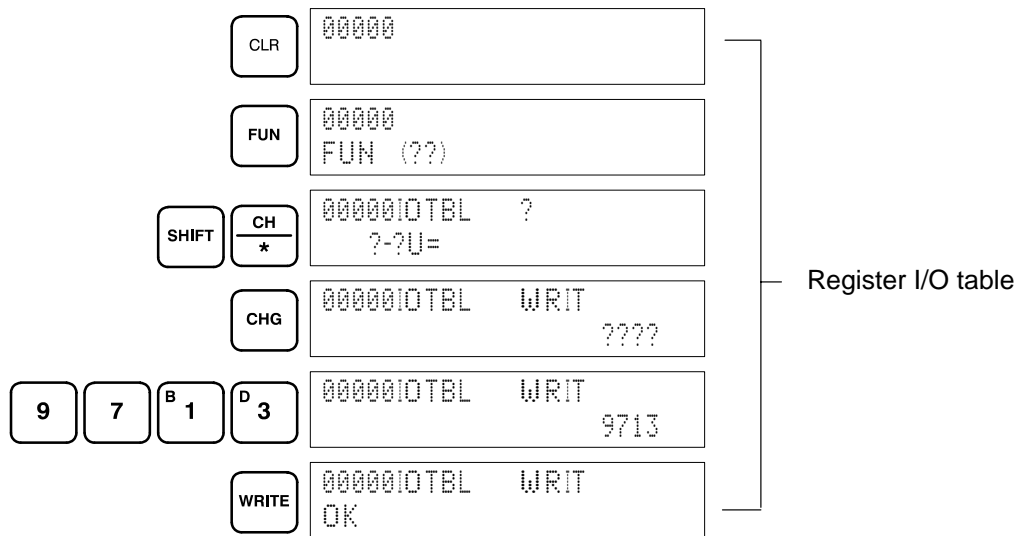 CLR
00000
FUN
00000
FUN (??)
SHIFT
CH
*
00000IOTBL ?
?-?U=
CHG
00000IOTBL WRIT
????
9
7
B
1
D
3
00000IOTBL WRIT
9713
WRITE
00000IOTBL WRIT
OK
Register I/O table